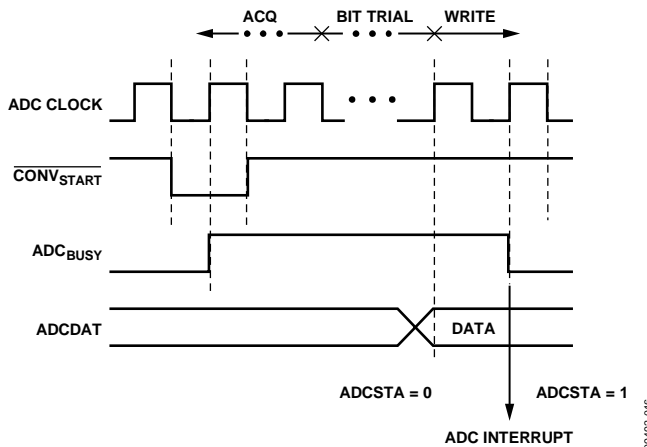 ACQ BIT TRIAL WRITE
ADC CLOCK
CONVSTART
ADCBUSY
ADCDAT
DATA
ADCSTA = 0 ADCSTA = 1
ADC INTERRUPT